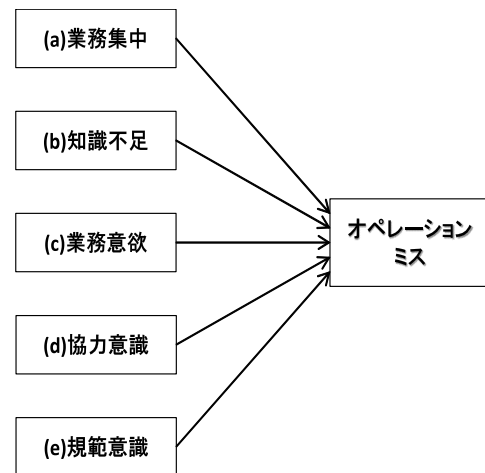 (a)業務集中
(b)知識不足
(c)業務意欲
(d)協力意識
(e)規範意識
オペレーション
ミス